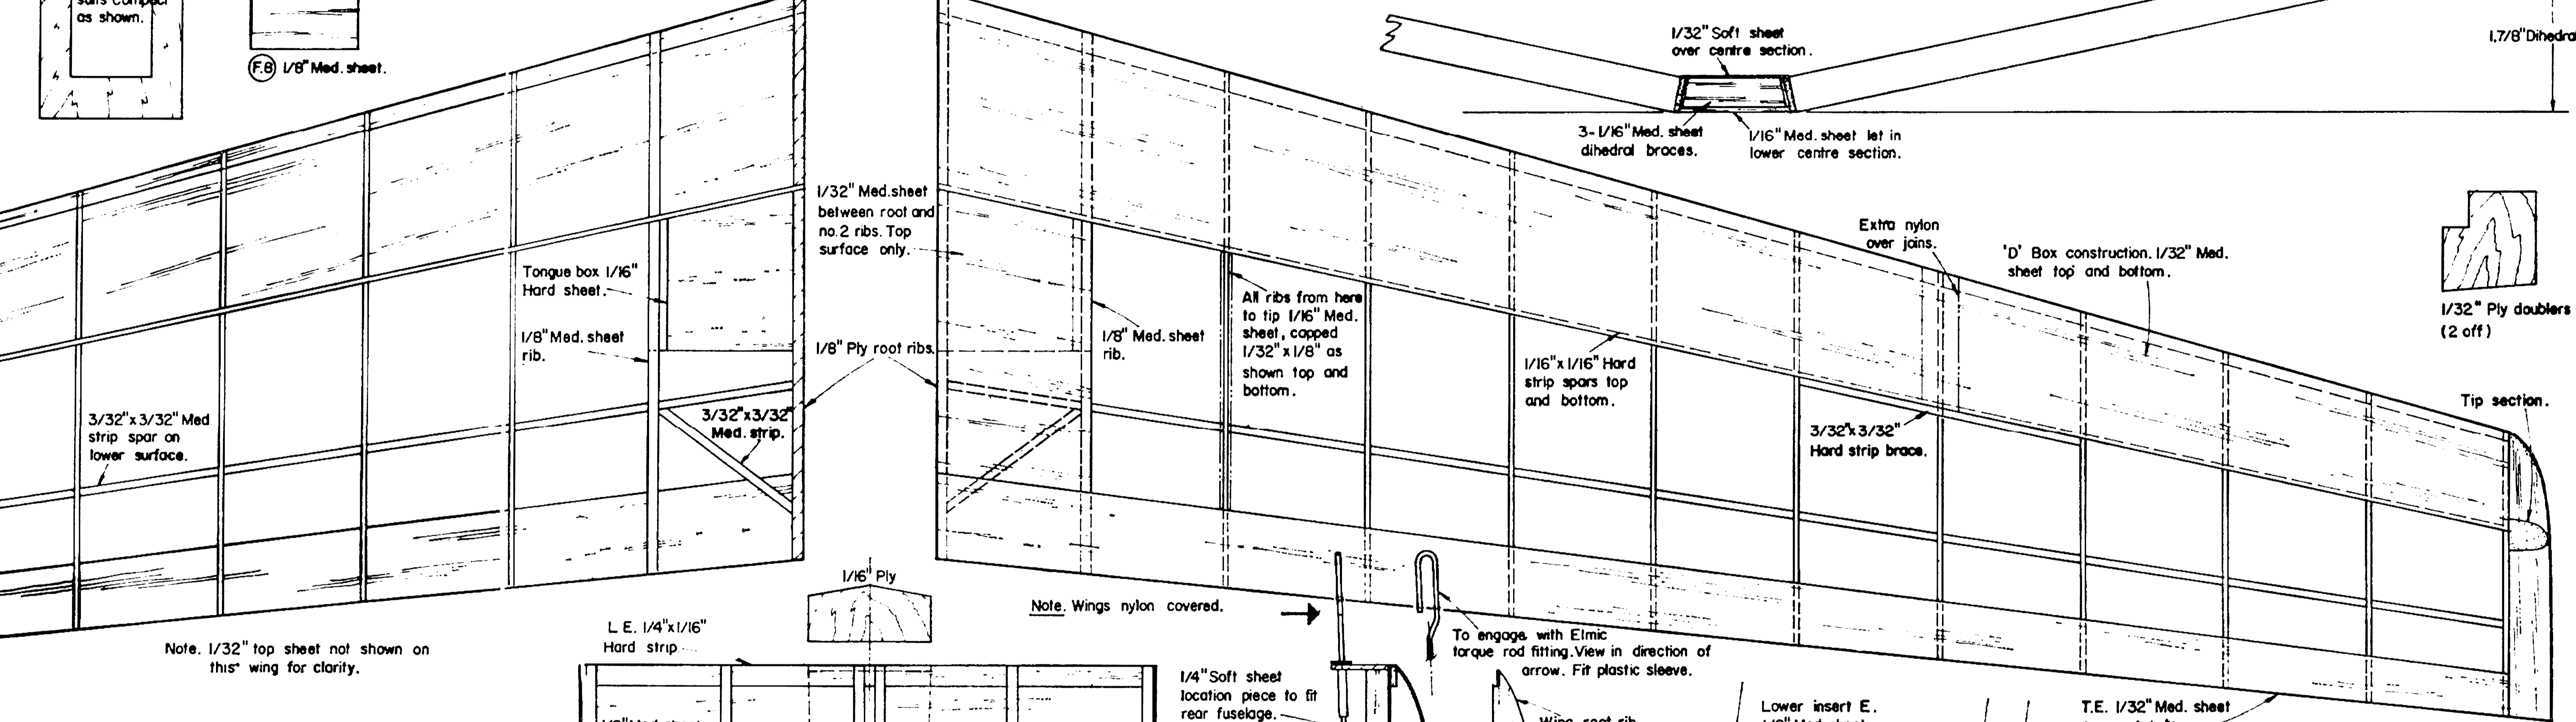 as shown.
F.8 1/8" Med. sheet.
1/32" Soft sheet
over centre section.
1.7/8" Dihedral
3-1/16" Med. sheet
dihedral braces.
1/16" Med. sheet let in
lower centre section.
1/32" Med. sheet
between root and
no. 2 ribs. Top
surface only.
Extra nylon
over joins.
'D' Box construction. 1/32" Med.
sheet top and bottom.
Tongue box 1/16"
Hard sheet.
1/8" Med. sheet
rib.
1/8" Ply root ribs.
1/8" Med. sheet
rib.
All ribs from here
to tip 1/16" Med.
sheet, capped
1/32" x 1/8" as
shown top and
bottom.
1/16" x 1/16" Hard
strip spars top
and bottom.
1/32" Ply doublers
(2 off)
3/32" x 3/32" Med
strip spar on
lower surface.
3/32" x 3/32"
Med. strip.
3/32" x 3/32"
Hard strip brace.
Tip section.
1/16" Ply
Note. Wings nylon covered.
Note. 1/32" top sheet not shown on
this wing for clarity.
L E. 1/4" x 1/16"
Hard strip
To engage with Elmic
torque rod fitting. View in direction of
arrow. Fit plastic sleeve.
1/4" Soft sheet
location piece to fit
rear fuselage.
Wing root rib
Lower insert E.
T.E. 1/32" Med. sheet